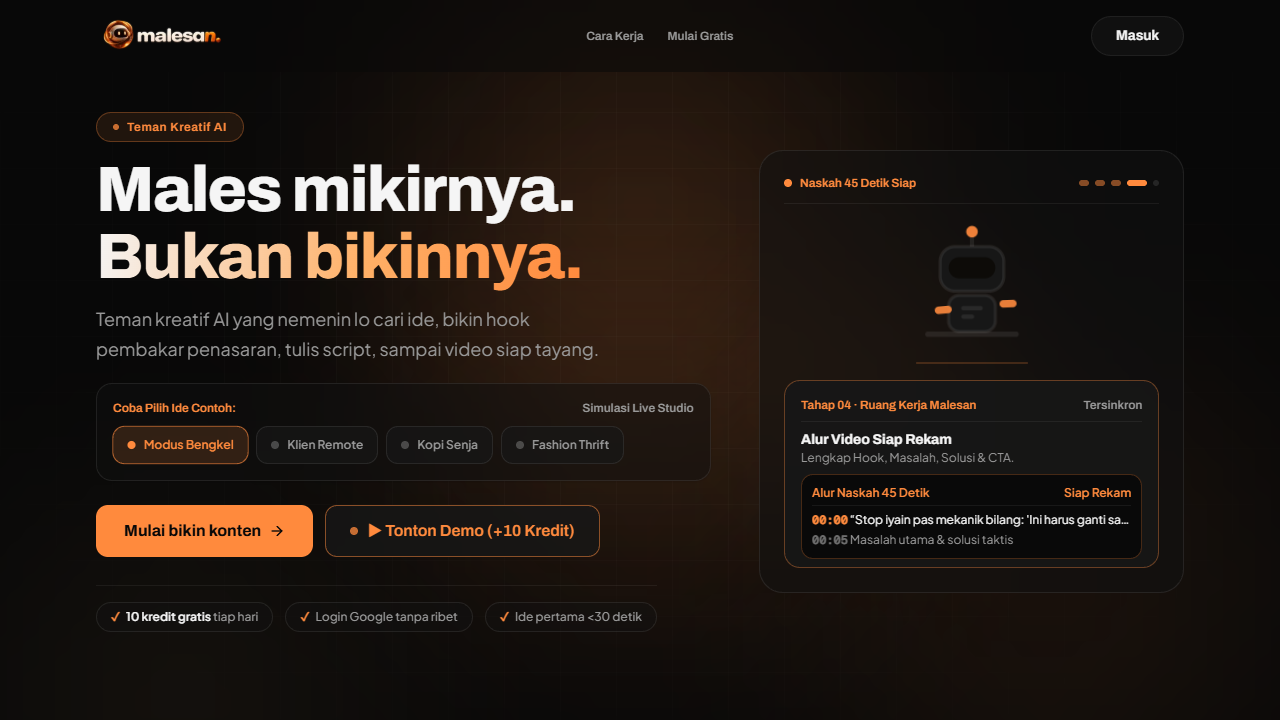 malesan.
Cara Kerja
Mulai Gratis
Masuk
Teman Kreatif AI
Males mikirnya.
Bukan bikinnya.
Teman kreatif AI yang nemenin lo cari ide, bikin hook
pembakar penasaran, tulis script, sampai video siap tayang.
Coba Pilih Ide Contoh:
Simulasi Live Studio
Modus Bengkel
Klien Remote
Kopi Senja
Fashion Thrift
Mulai bikin konten →
▶ Tonton Demo (+10 Kredit)
✓ 10 kredit gratis tiap hari
✓ Login Google tanpa ribet
✓ Ide pertama <30 detik
Naskah 45 Detik Siap
Tahap 04 · Ruang Kerja Malesan
Tersinkron
Alur Video Siap Rekam
Lengkap Hook, Masalah, Solusi & CTA.
Alur Naskah 45 Detik
Siap Rekam
00:00 "Stop iyain pas mekanik bilang: 'Ini harus ganti sa...
00:05 Masalah utama & solusi taktis